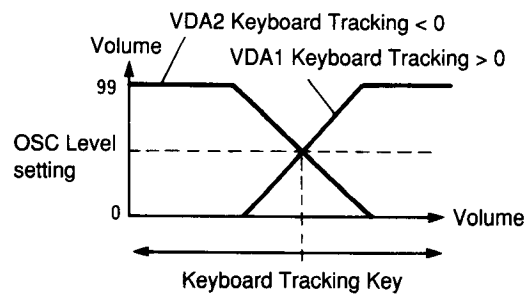 VDA2 Keyboard Tracking < 0
Volume
VDA1 Keyboard Tracking > 0
99
OSC Level
setting
0
Volume
Keyboard Tracking Key